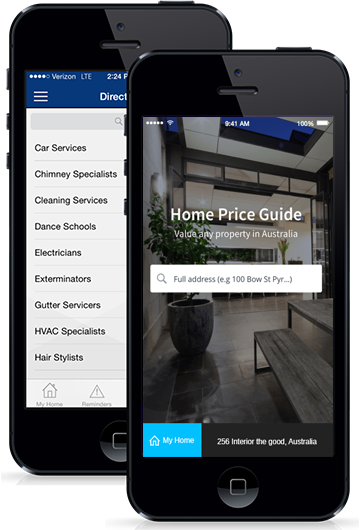 Verizon LTE 2:24 P
Direct
Car Services
Chimney Specialists
Cleaning Services
Dance Schools
Electricians
Exterminators
Gutter Servicers
HVAC Specialists
Hair Stylists
My Home
Reminders
9:41 AM 100%
Home Price Guide
Value any property in Australia
Full address (e.g 100 Bow St Pyr...)
My Home
256 Interior the good, Australia